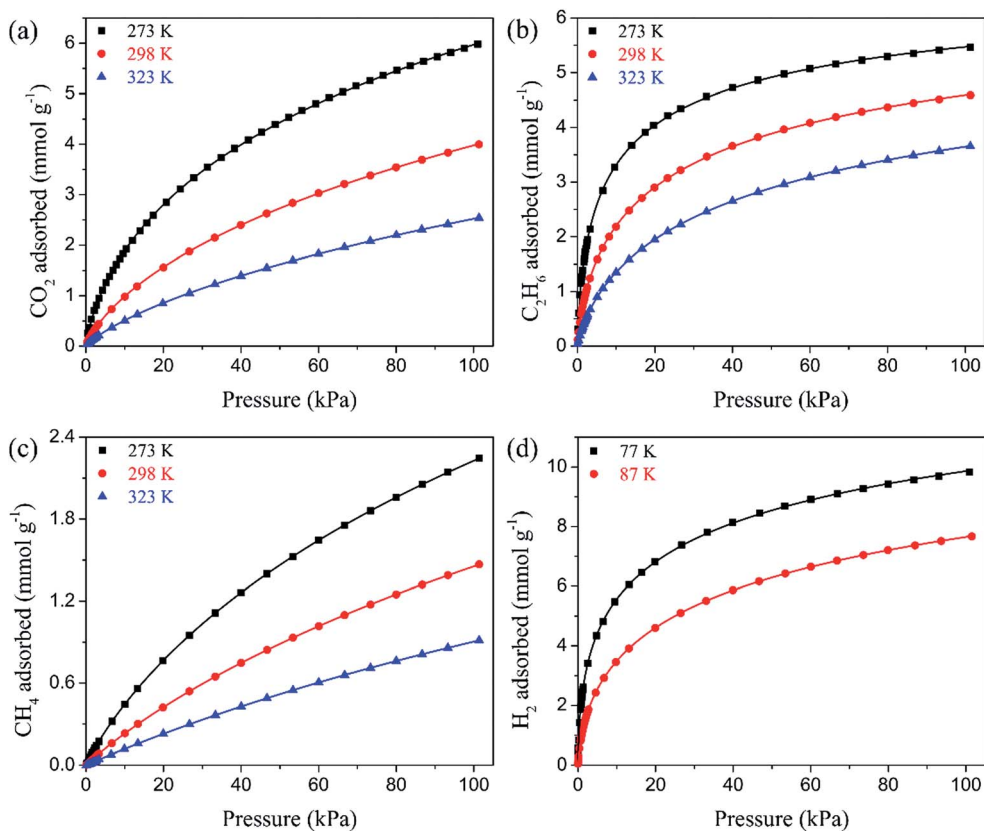 (a)
273 K
298 K
323 K
CO₂ adsorbed (mmol g⁻¹)
6
5
4
3
2
1
0
0 20 40 60 80 100
Pressure (kPa)
(b)
273 K
298 K
323 K
C₂H₆ adsorbed (mmol g⁻¹)
6
5
4
3
2
1
0
0 20 40 60 80 100
Pressure (kPa)
(c)
273 K
298 K
323 K
CH₄ adsorbed (mmol g⁻¹)
2.4
1.8
1.2
0.6
0.0
0 20 40 60 80 100
Pressure (kPa)
(d)
77 K
87 K
H₂ adsorbed (mmol g⁻¹)
10
8
6
4
2
0
0 20 40 60 80 100
Pressure (kPa)